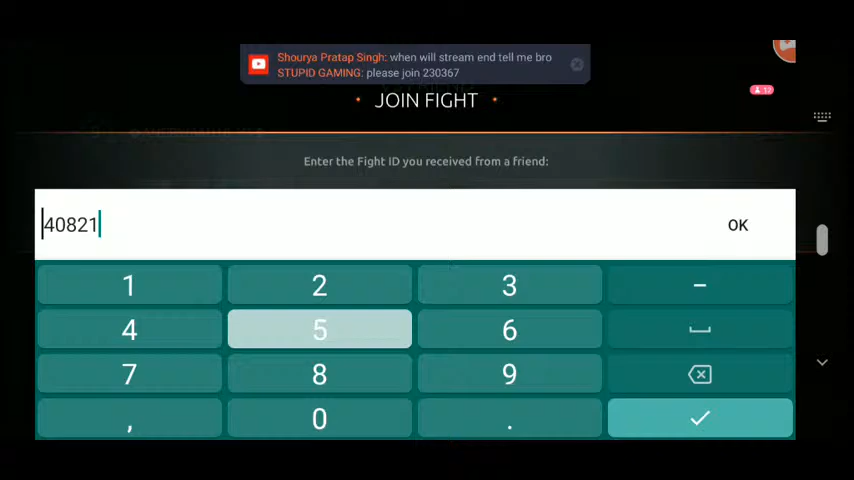 Shourya Pratap Singh: when will stream end tell me bro
STUPID GAMING: please join 230367
JOIN FIGHT
Enter the Fight ID you received from a friend:
40821
OK
1 2 3 –
4 5 6
7 8 9
, 0 .